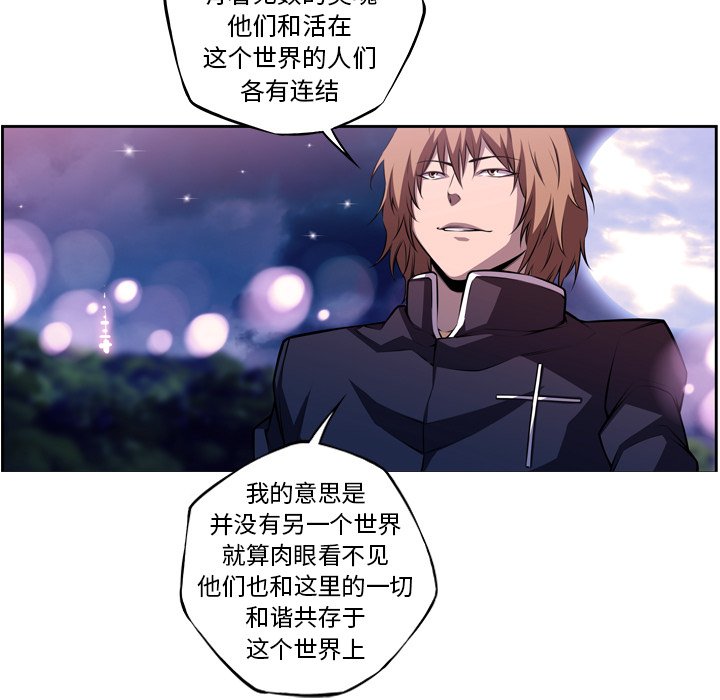 他们和活在
这个世界的人们
各有连结
我的意思是
并没有另一个世界
就算肉眼看不见
他们也和这里的一切
和谐共存于
这个世界上